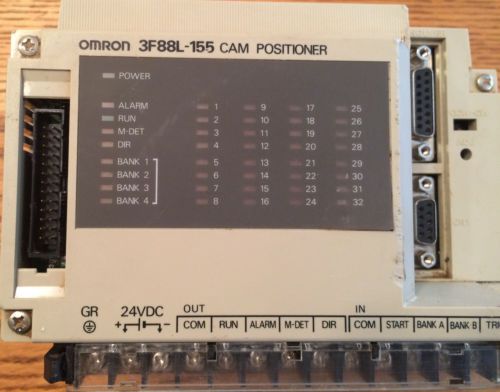 OMRON 3F88L-155 CAM POSITIONER
POWER
ALARM 1 9 17 25
RUN 2 10 18 26
M-DET 3 11 19 27
DIR 4 12 20 28
BANK 1 5 13 21 29
BANK 2 6 14 22 30
BANK 3 7 15 23 31
BANK 4 8 16 24 32
GR 24VDC OUT IN
+ - COM RUN ALARM M-DET DIR COM START BANK A BANK B TRI